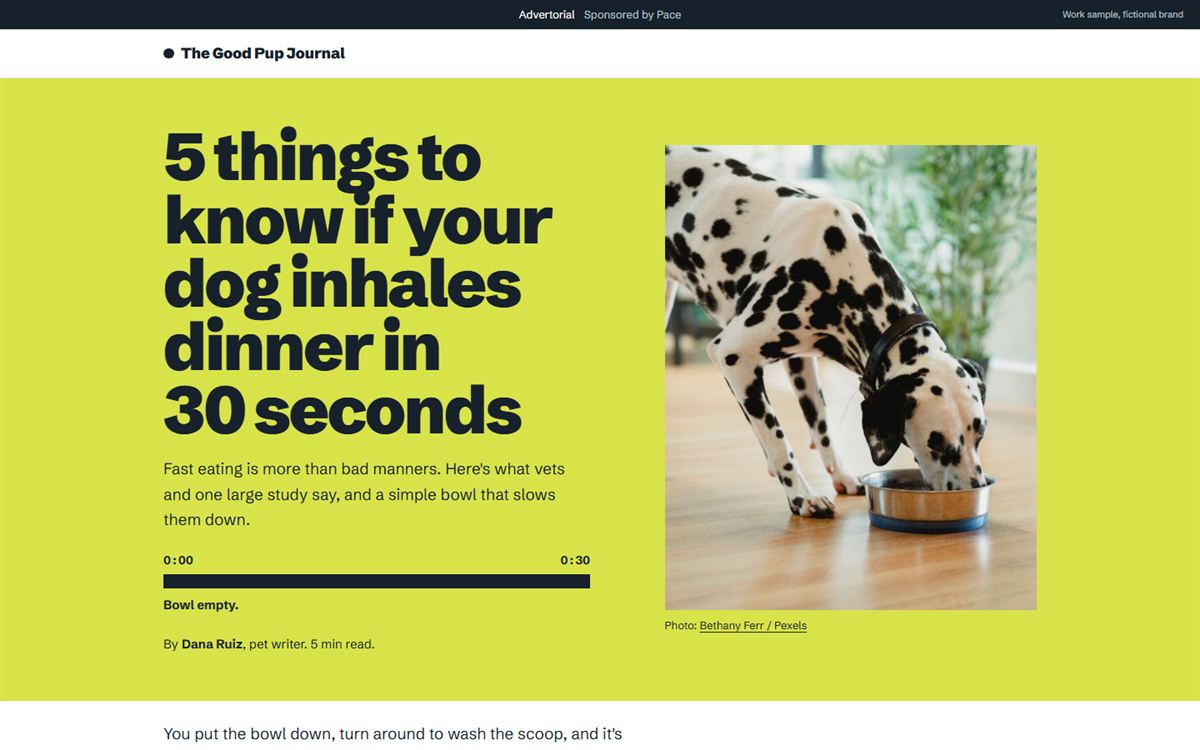 Advertorial Sponsored by Pace
Work sample, fictional brand
The Good Pup Journal
5 things to
know if your
dog inhales
dinner in
30 seconds
Fast eating is more than bad manners. Here's what vets
and one large study say, and a simple bowl that slows
them down.
0:00 0:30
Bowl empty.
By Dana Ruiz, pet writer. 5 min read.
Photo: Bethany Ferr / Pexels
You put the bowl down, turn around to wash the scoop, and it's